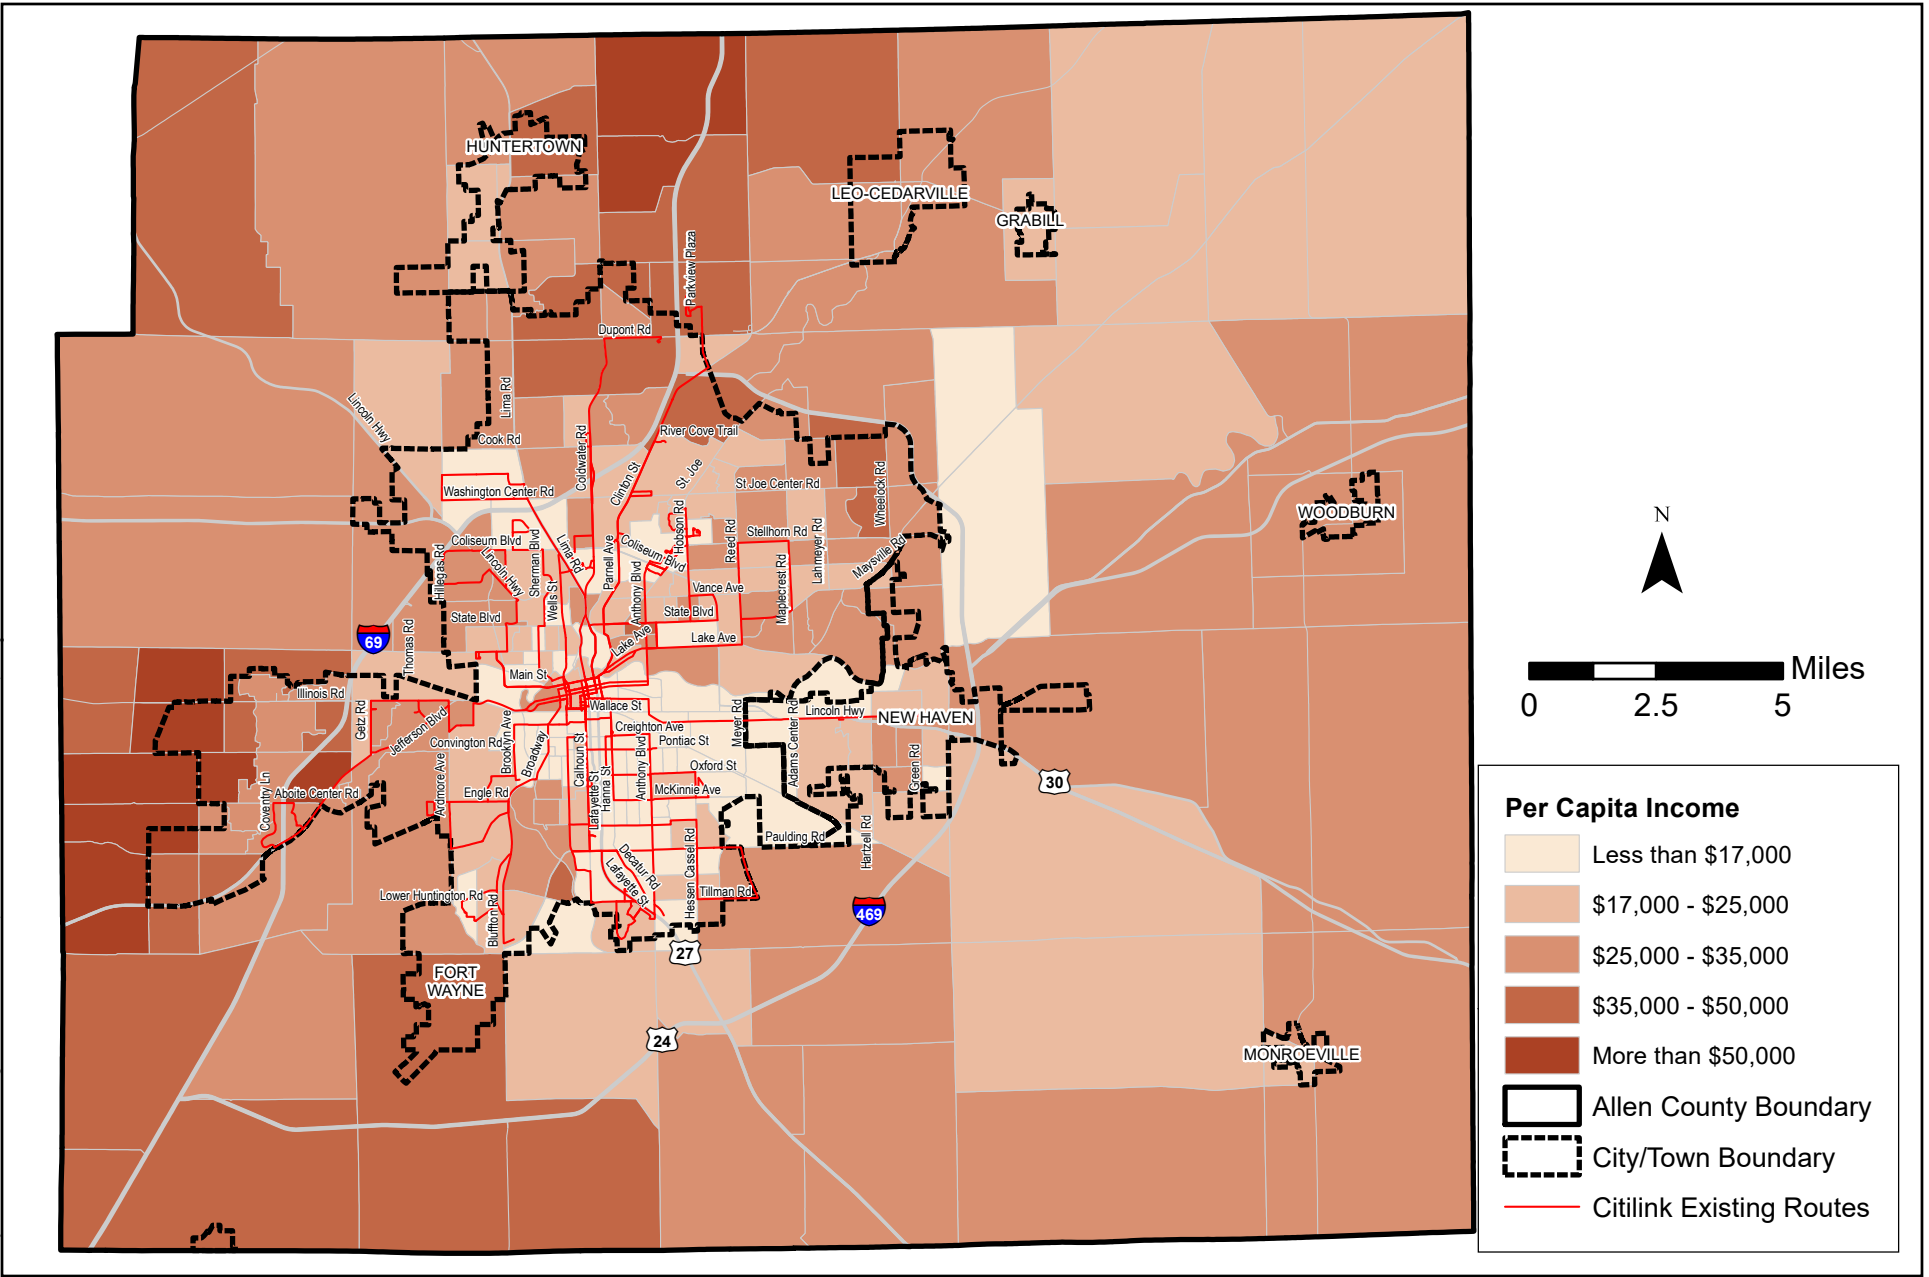 HUNTERTOWN
LEO-CEDARVILLE
GRABILL
Parkview Plaza
Dupont Rd
Lincoln Hwy
Lima Rd
Cook Rd
Coldwater Rd
River Cove Trail
Clinton St
St. Joe
St Joe Center Rd
Wheelock Rd
Washington Center Rd
WOODBURN
Hobson Rd
Reed Rd
Stellhorn Rd
Lahmeyer Rd
Maysville Rd
Coliseum Blvd
Lincoln Hwy
Sherman Blvd
Lima Rd
Parnell Ave
Coliseum Blvd
Hillegas Rd
Wells St
Anthony Blvd
Vance Ave
Maplecrest Rd
State Blvd
State Blvd
69
Thomas Rd
Lake Ave
Lake Ave
Main St
Illinois Rd
Wallace St
Getz Rd
Jefferson Blvd
Convington Rd
Brooklyn Ave
Broadway
Creighton Ave
Pontiac St
Meyer Rd
Adams Center Rd
Lincoln Hwy
NEW HAVEN
Calhoun St
Lafayette St
Hanna St
Anthony Blvd
Oxford St
Green Rd
30
Coventry Ln
Aboite Center Rd
Ardmore Ave
Engle Rd
McKinnie Ave
Paulding Rd
Hartzell Rd
Decatur Rd
Lafayette St
Hessen Cassel Rd
Tillman Rd
Lower Huntington Rd
Bluffton Rd
469
27
FORT
WAYNE
24
MONROEVILLE
N
Miles
0 2.5 5
Per Capita Income
Less than $17,000
$17,000 - $25,000
$25,000 - $35,000
$35,000 - $50,000
More than $50,000
Allen County Boundary
City/Town Boundary
Citilink Existing Routes